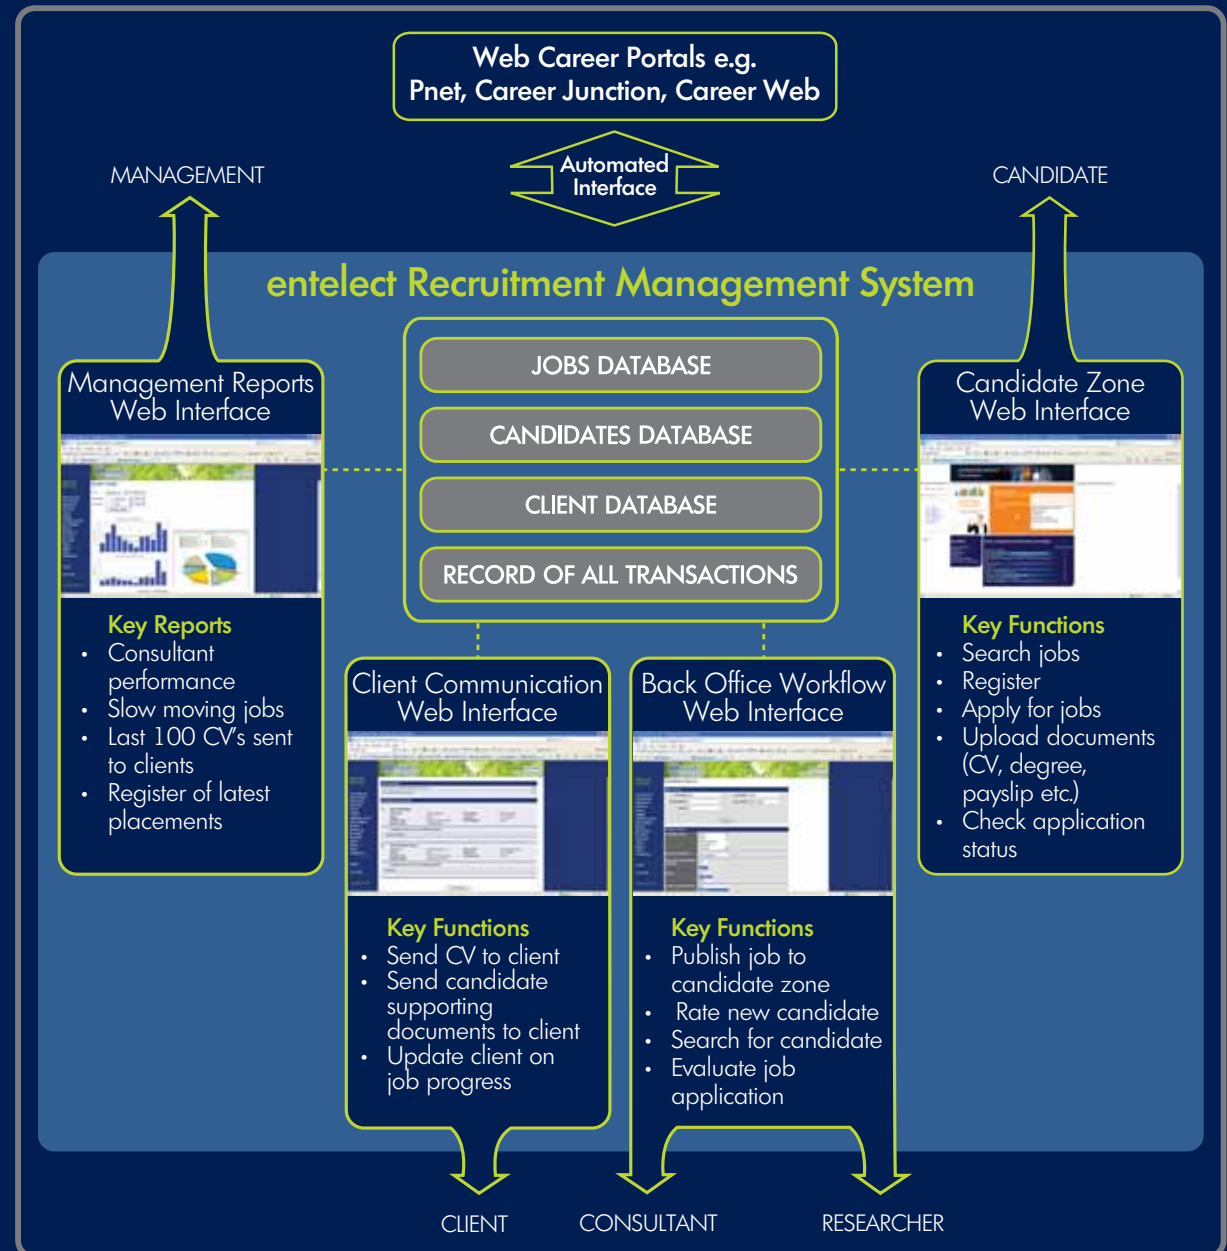 Web Career Portals e.g.
Pnet, Career Junction, Career Web
Automated
Interface
MANAGEMENT
CANDIDATE
entelect Recruitment Management System
JOBS DATABASE
CANDIDATES DATABASE
CLIENT DATABASE
RECORD OF ALL TRANSACTIONS
Management Reports
Web Interface
Key Reports
• Consultant
performance
• Slow moving jobs
• Last 100 CV's sent
to clients
• Register of latest
placements
Candidate Zone
Web Interface
Key Functions
• Search jobs
• Register
• Apply for jobs
• Upload documents
(CV, degree,
payslip etc.)
• Check application
status
Client Communication
Web Interface
Key Functions
• Send CV to client
• Send candidate
supporting
documents to client
• Update client on
job progress
Back Office Workflow
Web Interface
Key Functions
• Publish job to
candidate zone
• Rate new candidate
• Search for candidate
• Evaluate job
application
CLIENT
CONSULTANT
RESEARCHER